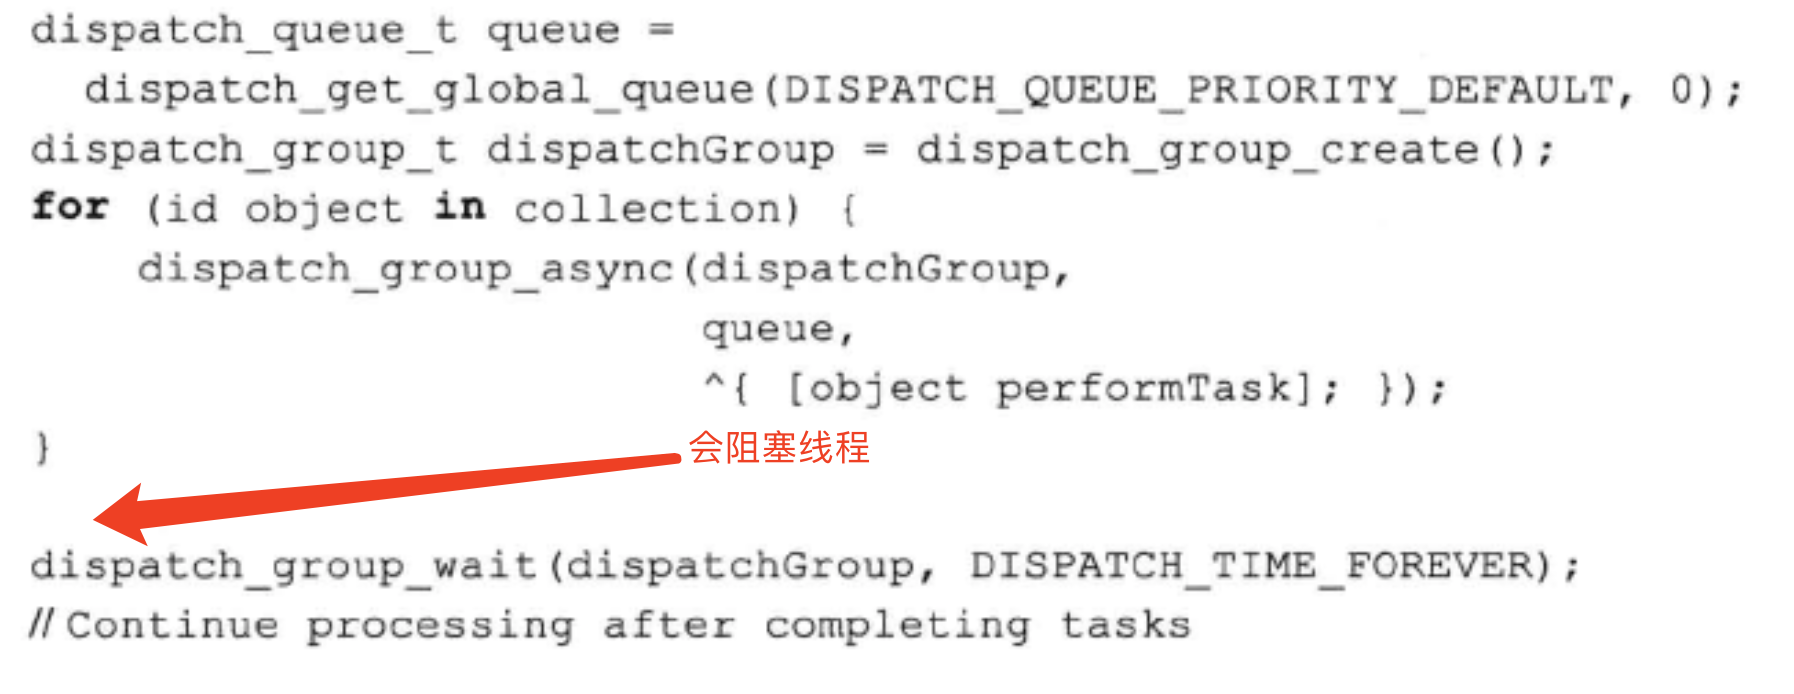 dispatch_queue_t queue =
dispatch_get_global_queue(DISPATCH_QUEUE_PRIORITY_DEFAULT, 0);
dispatch_group_t dispatchGroup = dispatch_group_create();
for (id object in collection) {
dispatch_group_async(dispatchGroup,
queue,
^{ [object performTask]; });
}
会阻塞线程
dispatch_group_wait(dispatchGroup, DISPATCH_TIME_FOREVER);
// Continue processing after completing tasks